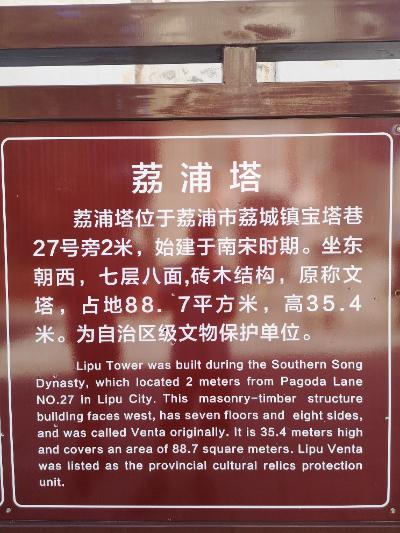 荔浦塔
荔浦塔位于荔浦市荔城镇宝塔巷
27号旁2米，始建于南宋时期。坐东
朝西，七层八面,砖木结构，原称文
塔，占地88．7平方米，高35.4
米。为自治区级文物保护单位。
Lipu Tower was built during the Southern Song
Dynasty, which located 2 meters from Pagoda Lane
NO.27 in Lipu City. This masonry-timber structure
building faces west, has seven floors and eight sides,
and was called Venta originally. It is 35.4 meters high
and covers an area of 88.7 square meters. Lipu Venta
was listed as the provincial cultural relics protection
unit.